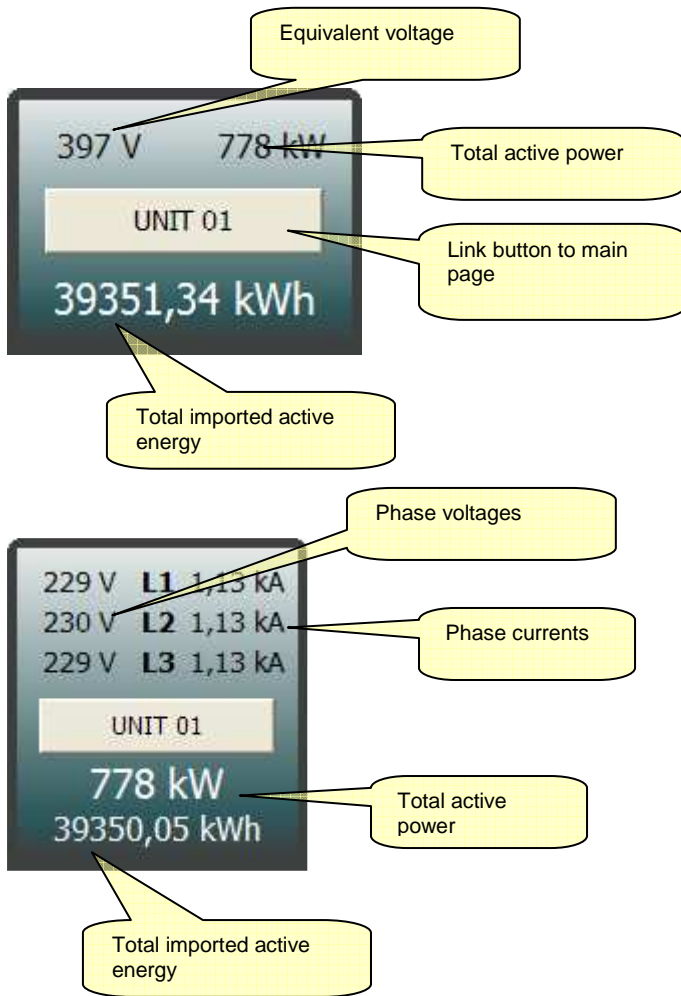 Equivalent voltage
397 V 778 kW
Total active power
UNIT 01
Link button to main
page
39351,34 kWh
Total imported active
energy
Phase voltages
229 V L1 1,13 kA
230 V L2 1,13 kA
Phase currents
229 V L3 1,13 kA
UNIT 01
778 kW
Total active
power
39350,05 kWh
Total imported active
energy